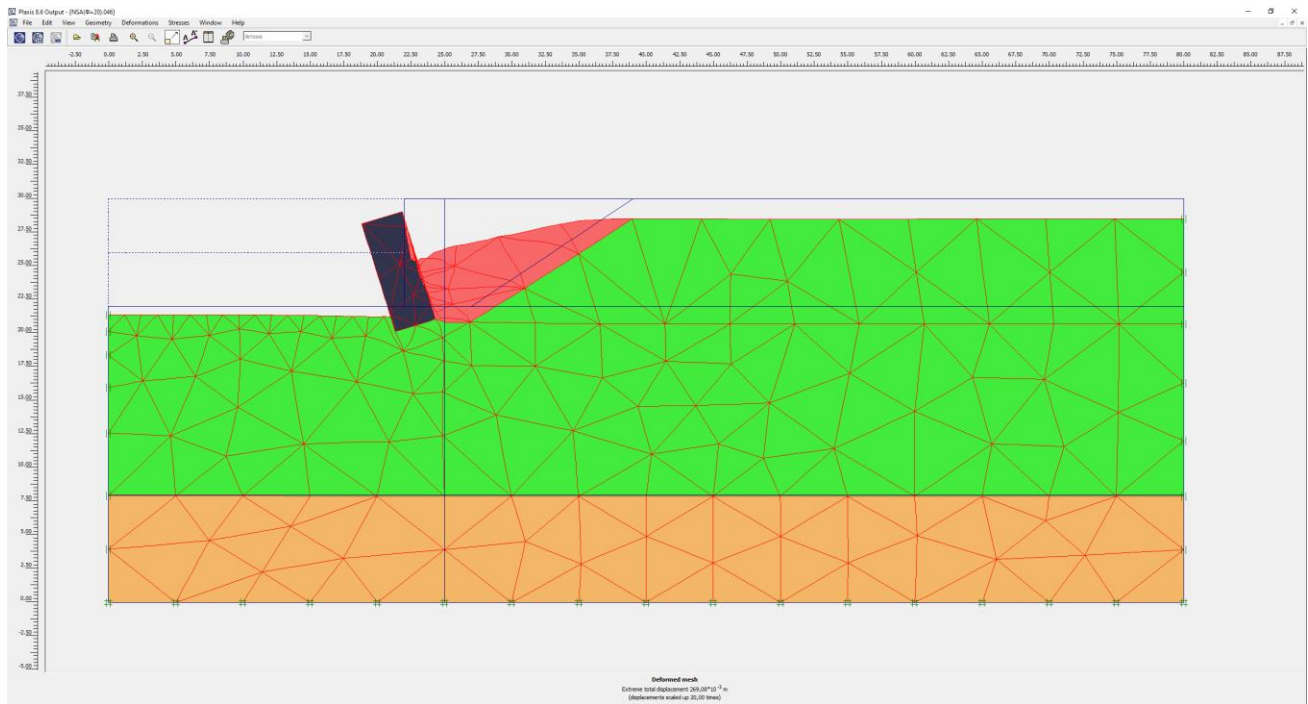 Plaxis 8.6 Output - [NSA(Φ=20).046]
File Edit View Geometry Deformations Stresses Window Help
Arrows
-2.50 0.00 2.50 5.00 7.50 10.00 12.50 15.00 17.50 20.00 22.50 25.00 27.50 30.00 32.50 35.00 37.50 40.00 42.50 45.00 47.50 50.00 52.50 55.00 57.50 60.00 62.50 65.00 67.50 70.00 72.50 75.00 77.50 80.00 82.50 85.00 87.50
37.50
35.00
32.50
30.00
27.50
25.00
22.50
20.00
17.50
15.00
12.50
10.00
7.50
5.00
2.50
0.00
-2.50
-5.00
Deformed mesh
Extreme total displacement 269,08*10⁻³ m
(displacements scaled up 20,00 times)